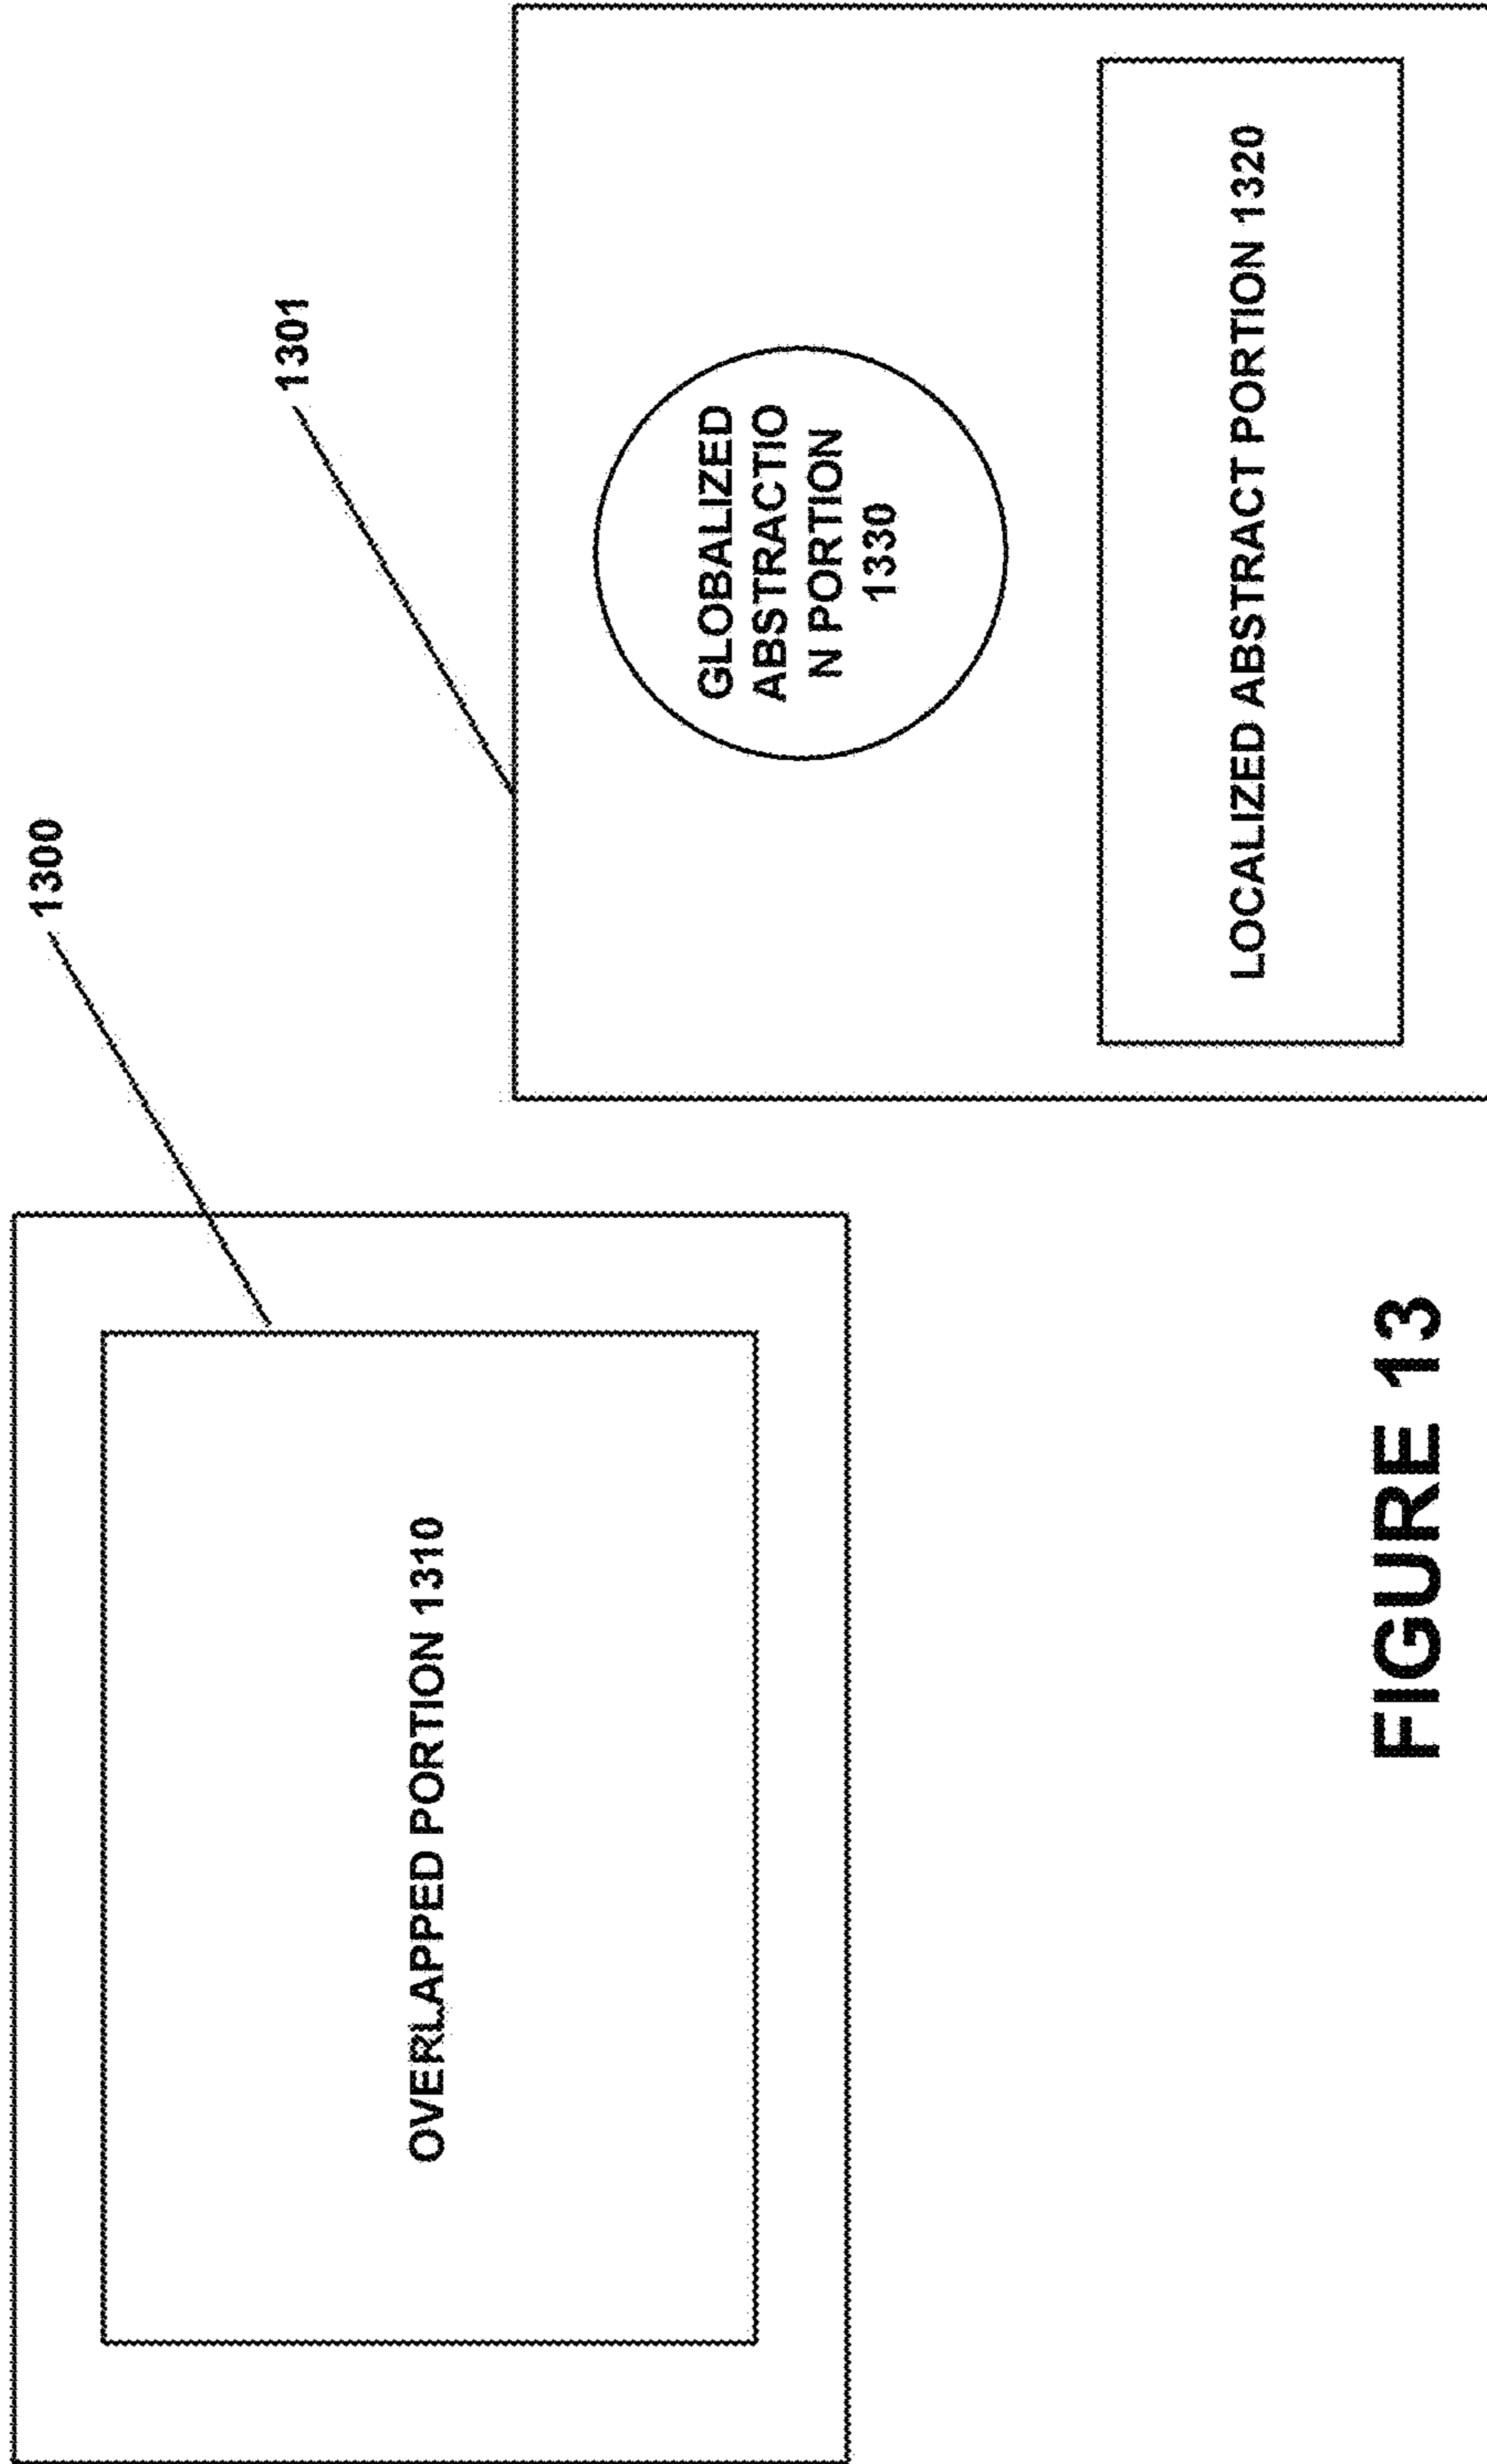 1300
1301
OVERLAPPED PORTION 1310
GLOBALIZED
ABSTRACTIO
N PORTION
1330
LOCALIZED ABSTRACT PORTION 1320
FIGURE 13